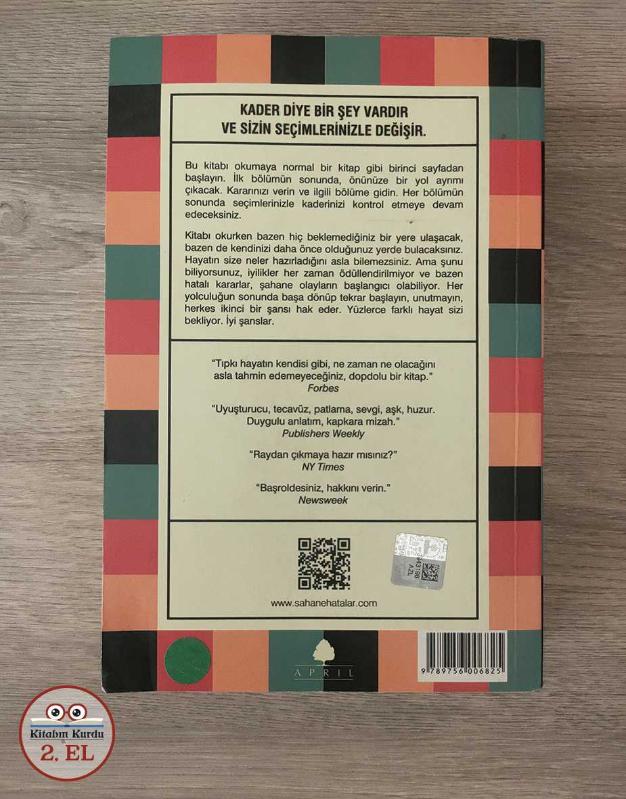 KADER DİYE BİR ŞEY VARDIR
VE SİZİN SEÇİMLERİNİZLE DEĞİŞİR.
Bu kitabı okumaya normal bir kitap gibi birinci sayfadan
başlayın. İlk bölümün sonunda, önünüze bir yol ayrımı
çıkacak. Kararınızı verin ve ilgili bölüme gidin. Her bölümün
sonunda seçimlerinizle kaderinizi kontrol etmeye devam
edeceksiniz.
Kitabı okurken bazen hiç beklemediğiniz bir yere ulaşacak,
bazen de kendinizi daha önce olduğunuz yerde bulacaksınız.
Hayatın size neler hazırladığını asla bilemezsiniz. Ama şunu
biliyorsunuz, iyilikler her zaman ödüllendirilmiyor ve bazen
hatalı kararlar, şahane olayların başlangıcı olabiliyor. Her
yolculuğun sonunda başa dönüp tekrar başlayın, unutmayın,
herkes ikinci bir şansı hak eder. Yüzlerce farklı hayat sizi
bekliyor. İyi şanslar.
"Tıpkı hayatın kendisi gibi, ne zaman ne olacağını
asla tahmin edemeyeceğiniz, dopdolu bir kitap."
Forbes
"Uyuşturucu, tecavüz, patlama, sevgi, aşk, huzur.
Duygulu anlatım, kapkara mizah."
Publishers Weekly
"Raydan çıkmaya hazır mısınız?"
NY Times
"Başroldesiniz, hakkını verin."
Newsweek
www.sahanehatalar.com
APRIL
9 789756 006825
Kitabın Kurdu
2. EL